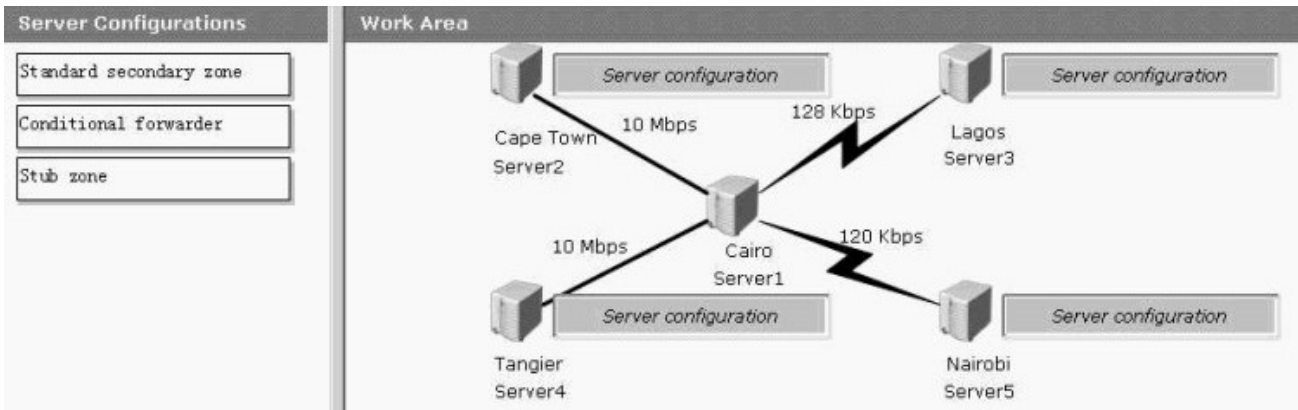 Server Configurations
Standard secondary zone
Conditional forwarder
Stub zone
Work Area
Server configuration
Server configuration
Cape Town
Server2
10 Mbps
128 Kbps
Lagos
Server3
10 Mbps
Cairo
Server1
120 Kbps
Server configuration
Server configuration
Tangier
Server4
Nairobi
Server5